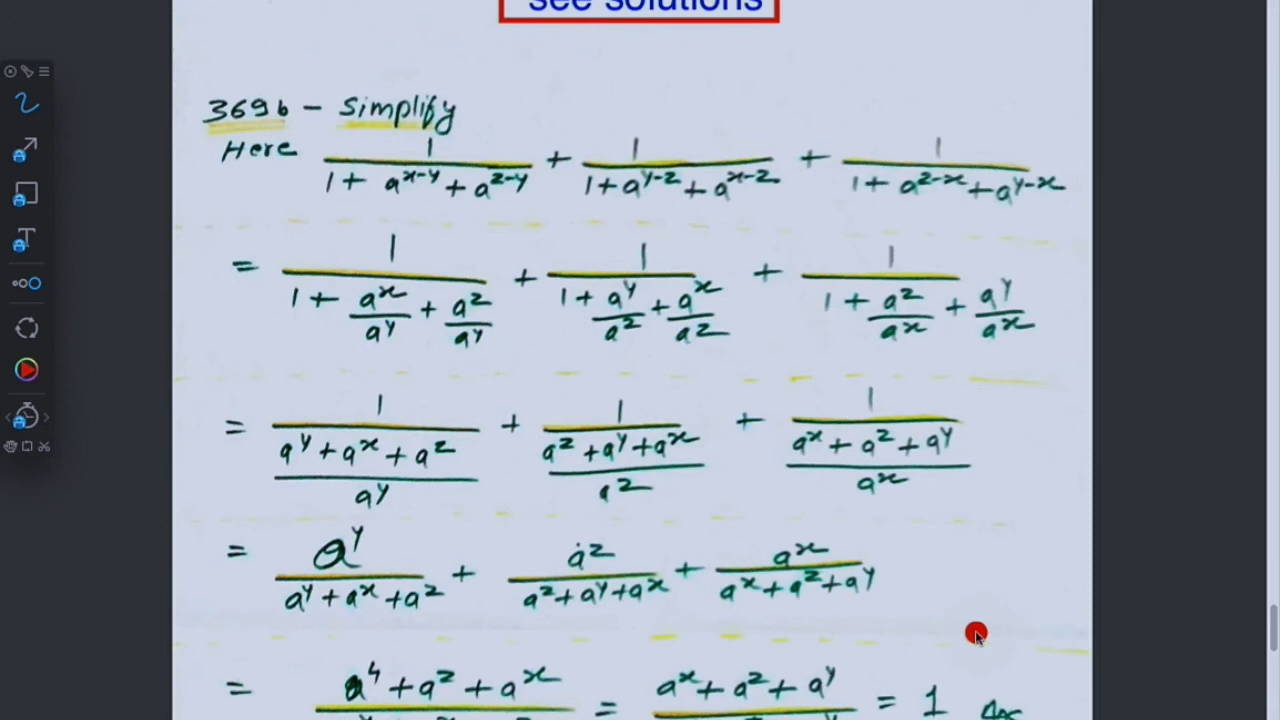 see solutions
369b - Simplify
Here 1/(1 + a^(x-y) + a^(z-y)) + 1/(1 + a^(y-z) + a^(x-z)) + 1/(1 + a^(z-x) + a^(y-x))
= 1/(1 + a^x/a^y + a^z/a^y) + 1/(1 + a^y/a^z + a^x/a^z) + 1/(1 + a^z/a^x + a^y/a^x)
= 1/((a^y + a^x + a^z)/a^y) + 1/((a^z + a^y + a^x)/a^z) + 1/((a^x + a^z + a^y)/a^x)
= a^y/(a^y + a^x + a^z) + a^z/(a^z + a^y + a^x) + a^x/(a^x + a^z + a^y)
= a^y + a^z + a^x = a^x + a^z + a^y = 1